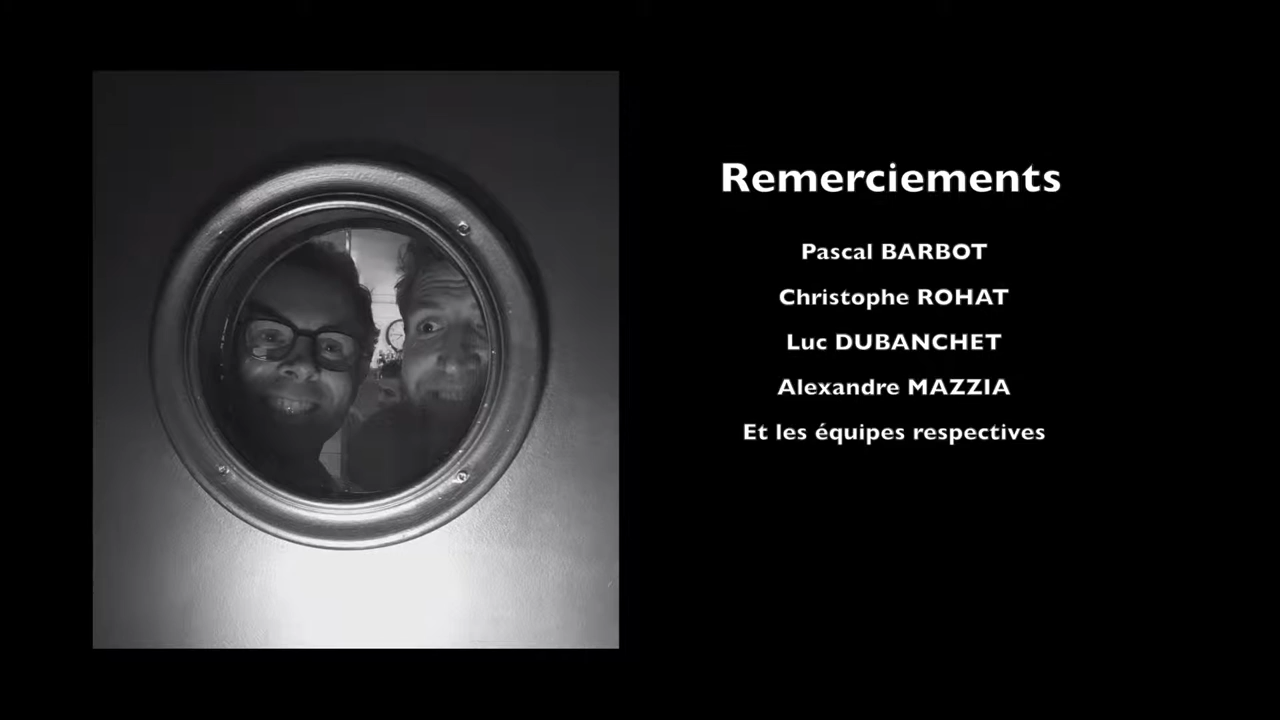 Remerciements
Pascal BARBOT
Christophe ROHAT
Luc DUBANCHET
Alexandre MAZZIA
Et les équipes respectives